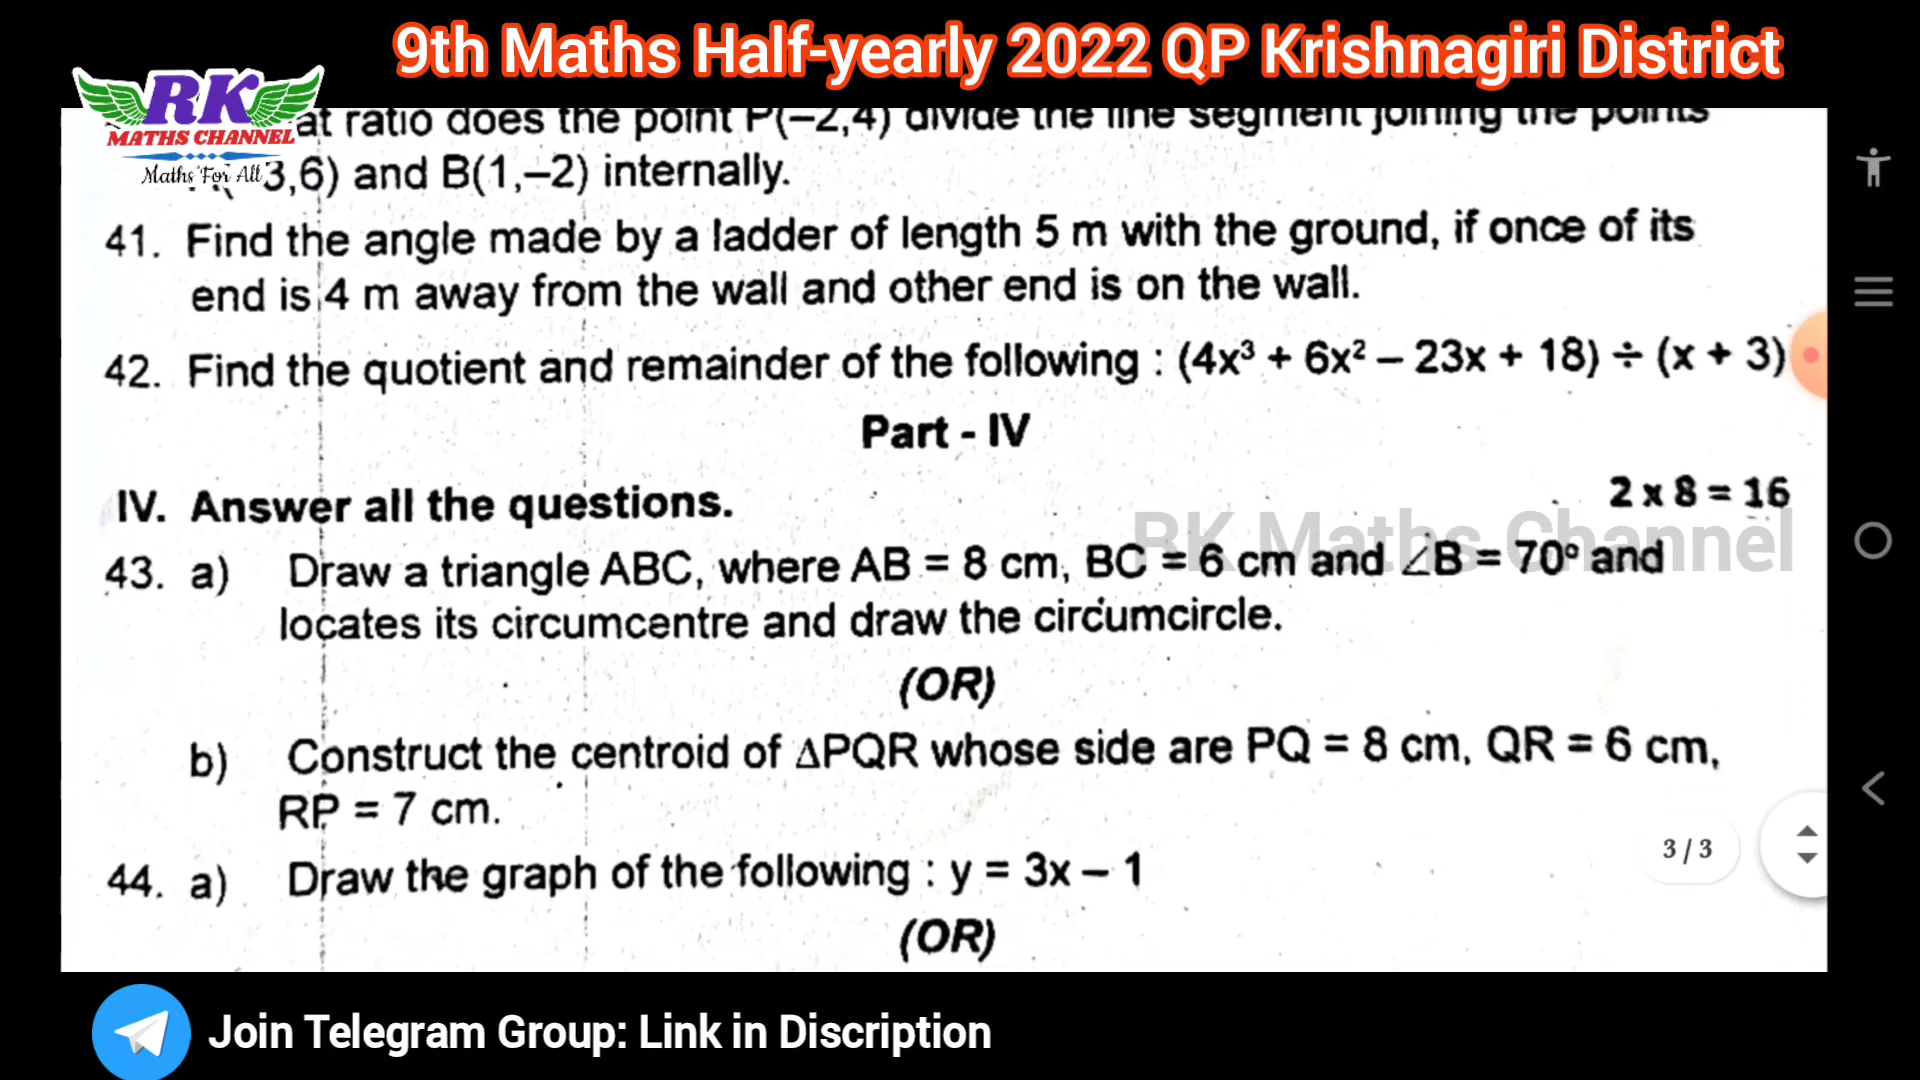 9th Maths Half-yearly 2022 QP Krishnagiri District
RK
MATHS CHANNEL
Maths For All
at ratio does the point P(–2,4) divide the line segment joining the points
3,6) and B(1,–2) internally.
41. Find the angle made by a ladder of length 5 m with the ground, if once of its
end is 4 m away from the wall and other end is on the wall.
42. Find the quotient and remainder of the following : (4x³ + 6x² – 23x + 18) ÷ (x + 3)
Part - IV
IV. Answer all the questions.
2 x 8 = 16
RK Maths Channel
43. a) Draw a triangle ABC, where AB = 8 cm, BC = 6 cm and ∠B = 70° and
locates its circumcentre and draw the circumcircle.
(OR)
b) Construct the centroid of ΔPQR whose side are PQ = 8 cm, QR = 6 cm,
RP = 7 cm.
3 / 3
44. a) Draw the graph of the following : y = 3x – 1
(OR)
Join Telegram Group: Link in Discription